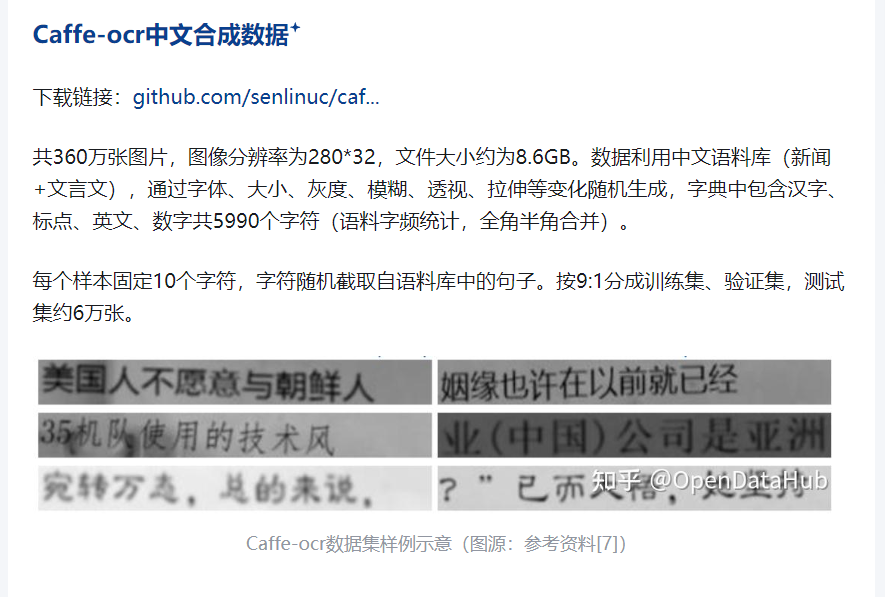 Caffe-ocr中文合成数据
下载链接：github.com/senlinuc/caf...
共360万张图片，图像分辨率为280*32，文件大小约为8.6GB。数据利用中文语料库（新闻
+文言文），通过字体、大小、灰度、模糊、透视、拉伸等变化随机生成，字典中包含汉字、
标点、英文、数字共5990个字符（语料字频统计，全角半角合并）。
每个样本固定10个字符，字符随机截取自语料库中的句子。按9:1分成训练集、验证集，测试
集约6万张。
美国人不愿意与朝鲜人
姻缘也许在以前就已经
35机队使用的技术风
业(中国)公司是亚洲
宛转万态，总的来说，
？”已而大悟，她坚持
知乎 @OpenDataHub
Caffe-ocr数据集样例示意（图源：参考资料[7]）